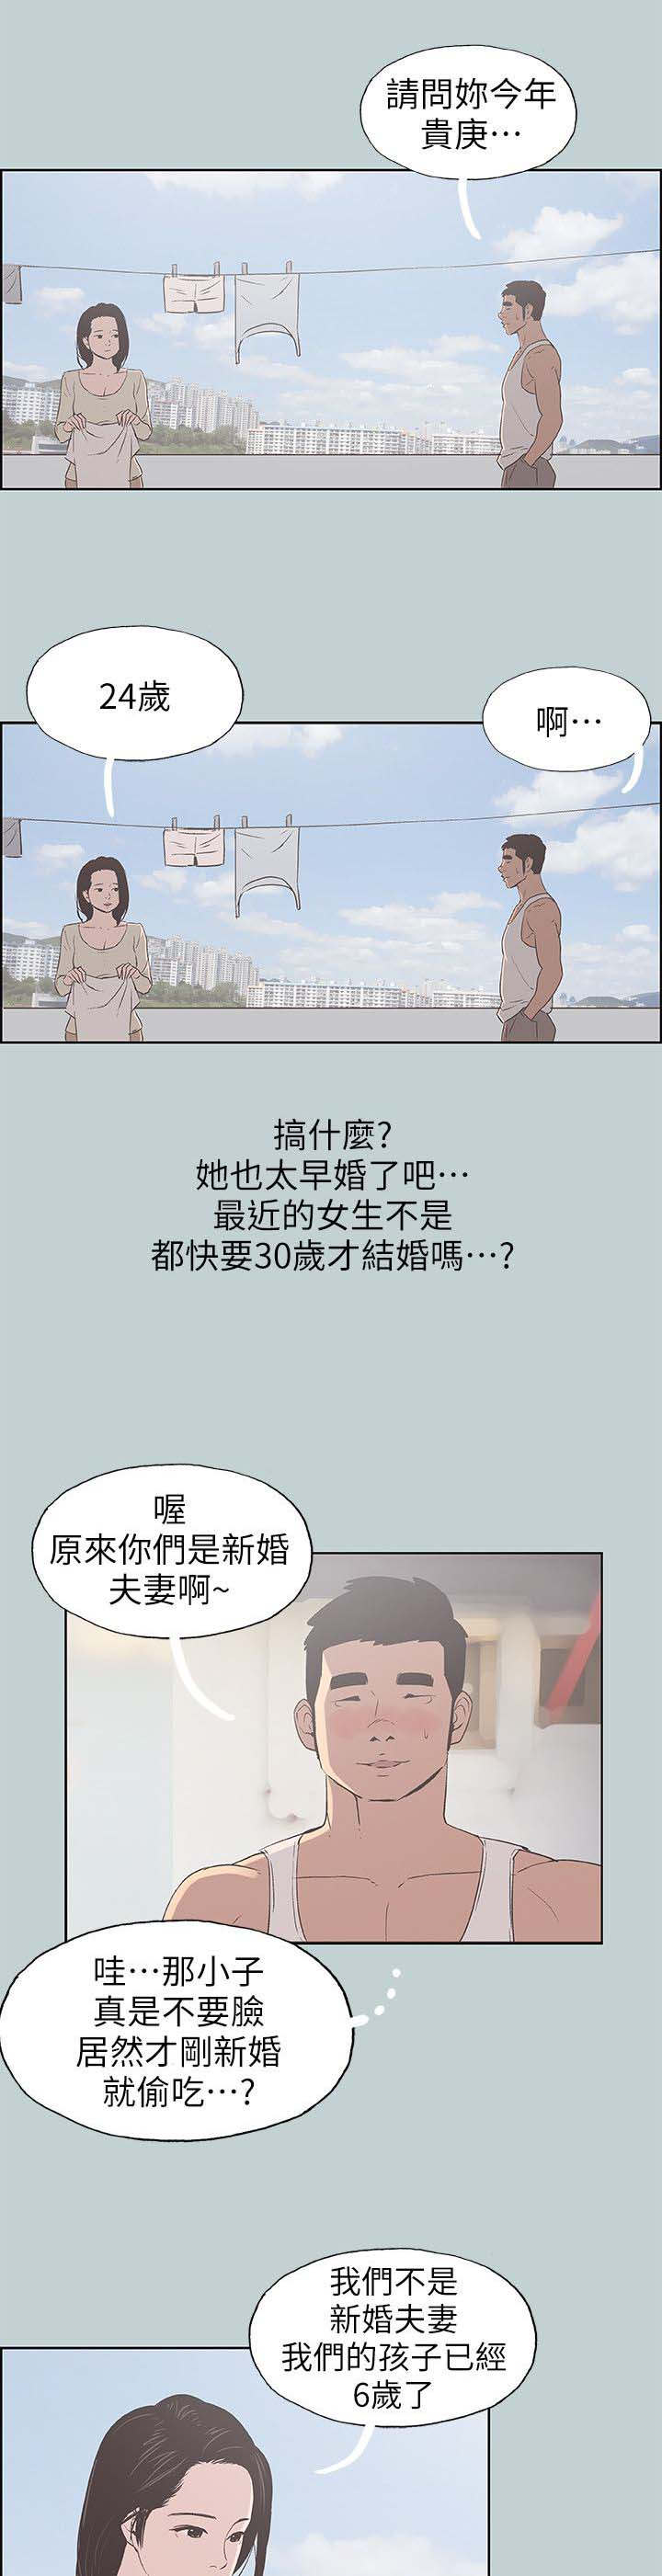 請問妳今年
貴庚…
24歲
啊…
搞什麼?
她也太早婚了吧…
最近的女生不是
都快要30歲才結婚嗎…?
喔
原來你們是新婚
夫妻啊~
哇…那小子
真是不要臉
居然才剛新婚
就偷吃…?
我們不是
新婚夫妻
我們的孩子已經
6歲了